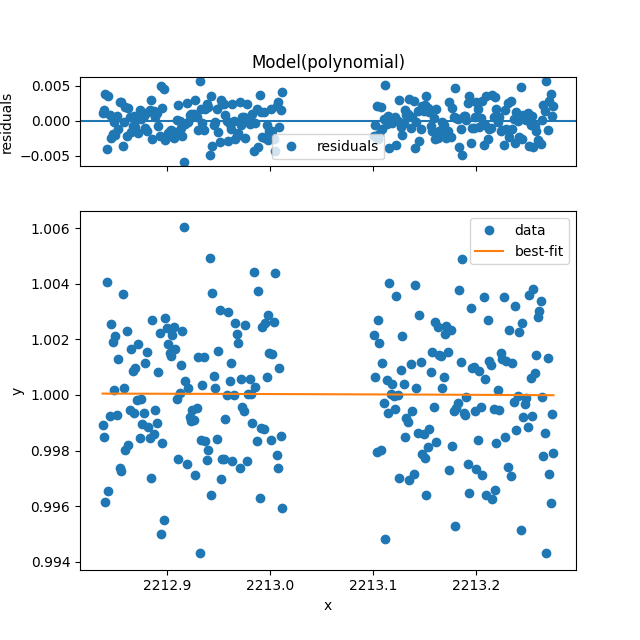 Model(polynomial)
0.005
0.000
−0.005
residuals
residuals
1.006
1.004
1.002
1.000
0.998
0.996
0.994
y
data
best-fit
2212.9 2213.0 2213.1 2213.2
x